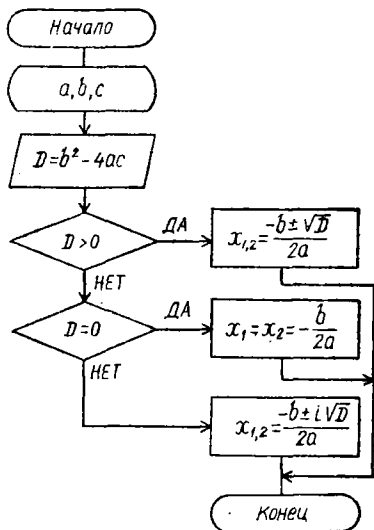 Начало
a, b, c
D=b² − 4ac
D>0
ДА
x₁,₂ = (-b ± √D) / 2a
НЕТ
D=0
ДА
x₁ = x₂ = - b / 2a
НЕТ
x₁,₂ = (-b ± i√D) / 2a
Конец